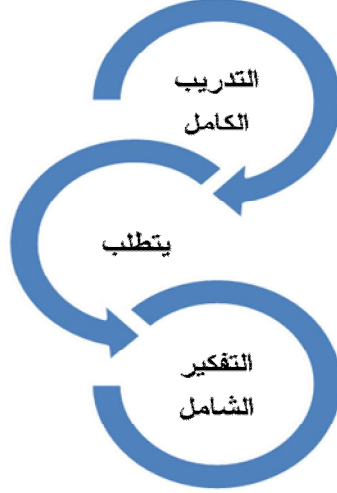 التدريب
الكامل
يتطلب
التفكير
الشامل